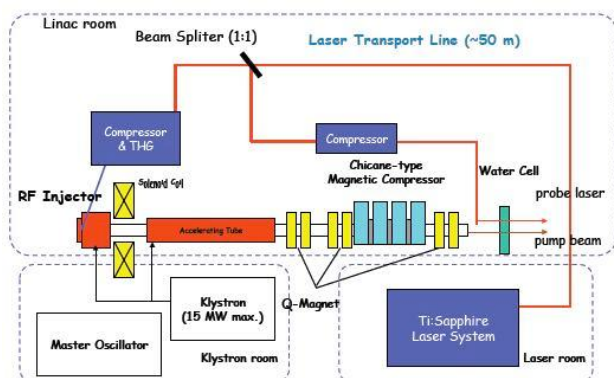 Linac room
Beam Spliter (1:1)
Laser Transport Line (~50 m)
Compressor
& THG
Compressor
Chicane-type
Magnetic Compressor
Water Cell
Solenoid Coil
RF Injector
probe laser
Accelerating Tube
pump beam
Klystron
(15 MW max.)
Q-Magnet
Master Oscillator
Klystron room
Ti:Sapphire
Laser System
Laser room